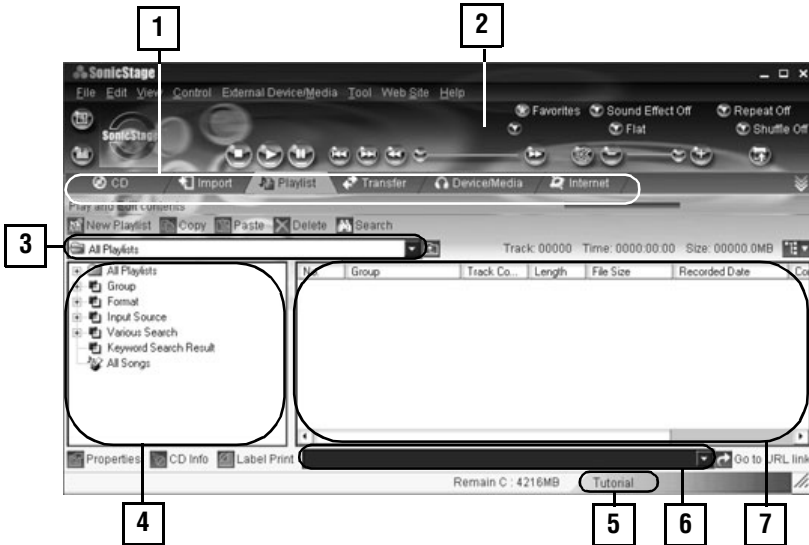 1
2
SonicStage
File Edit View Control External Device/Media Tool Web Site Help
Favorites Sound Effect Off Repeat Off
SonicStage
Flat Shuffle Off
CD Import Playlist Transfer Device/Media Internet
Play and Edit contents
New Playlist Copy Paste Delete Search
3
All Playlists Track: 00000 Time: 0000:00:00 Size: 00000.0MB
No. Group Track Co... Length File Size Recorded Date
All Playlists
Group
Format
Input Source
Various Search
Keyword Search Result
All Songs
Properties CD Info Label Print Go to URL link
Remain C : 4216MB Tutorial
4
5
6
7